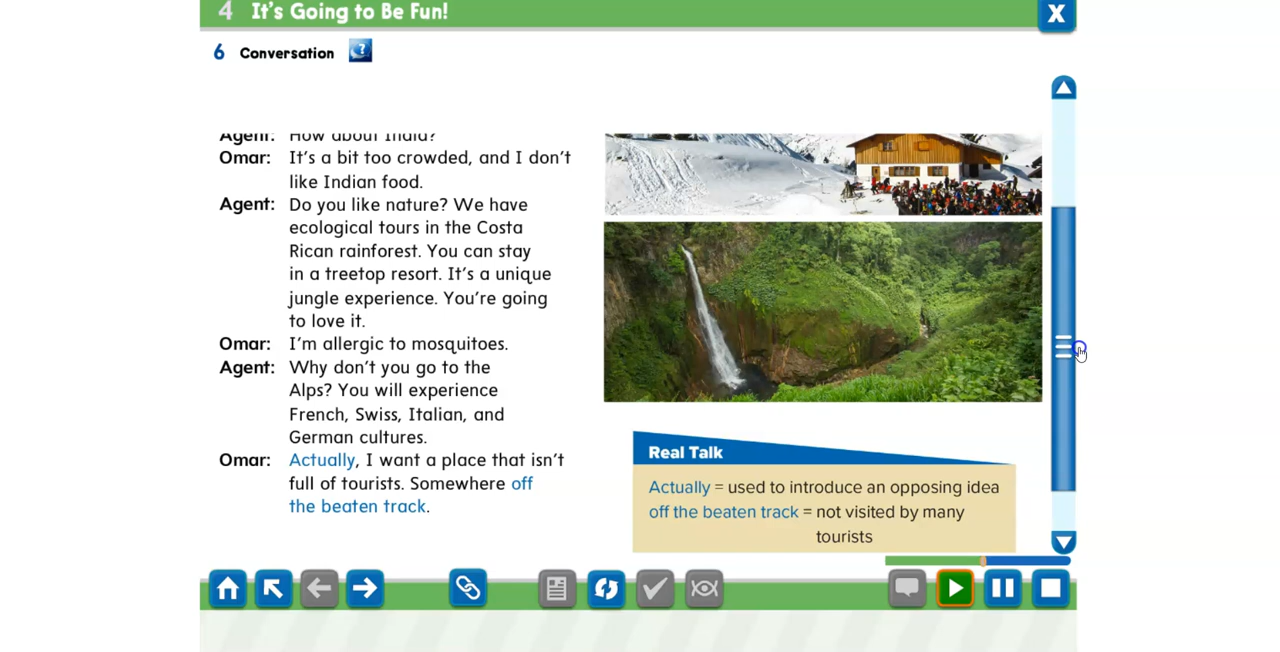 4 It's Going to Be Fun!
X
6 Conversation
?
Agent: How about India?
Omar: It's a bit too crowded, and I don't
like Indian food.
Agent: Do you like nature? We have
ecological tours in the Costa
Rican rainforest. You can stay
in a treetop resort. It's a unique
jungle experience. You're going
to love it.
Omar: I'm allergic to mosquitoes.
Agent: Why don't you go to the
Alps? You will experience
French, Swiss, Italian, and
German cultures.
Omar: Actually, I want a place that isn't
full of tourists. Somewhere off
the beaten track.
Real Talk
Actually = used to introduce an opposing idea
off the beaten track = not visited by many
tourists